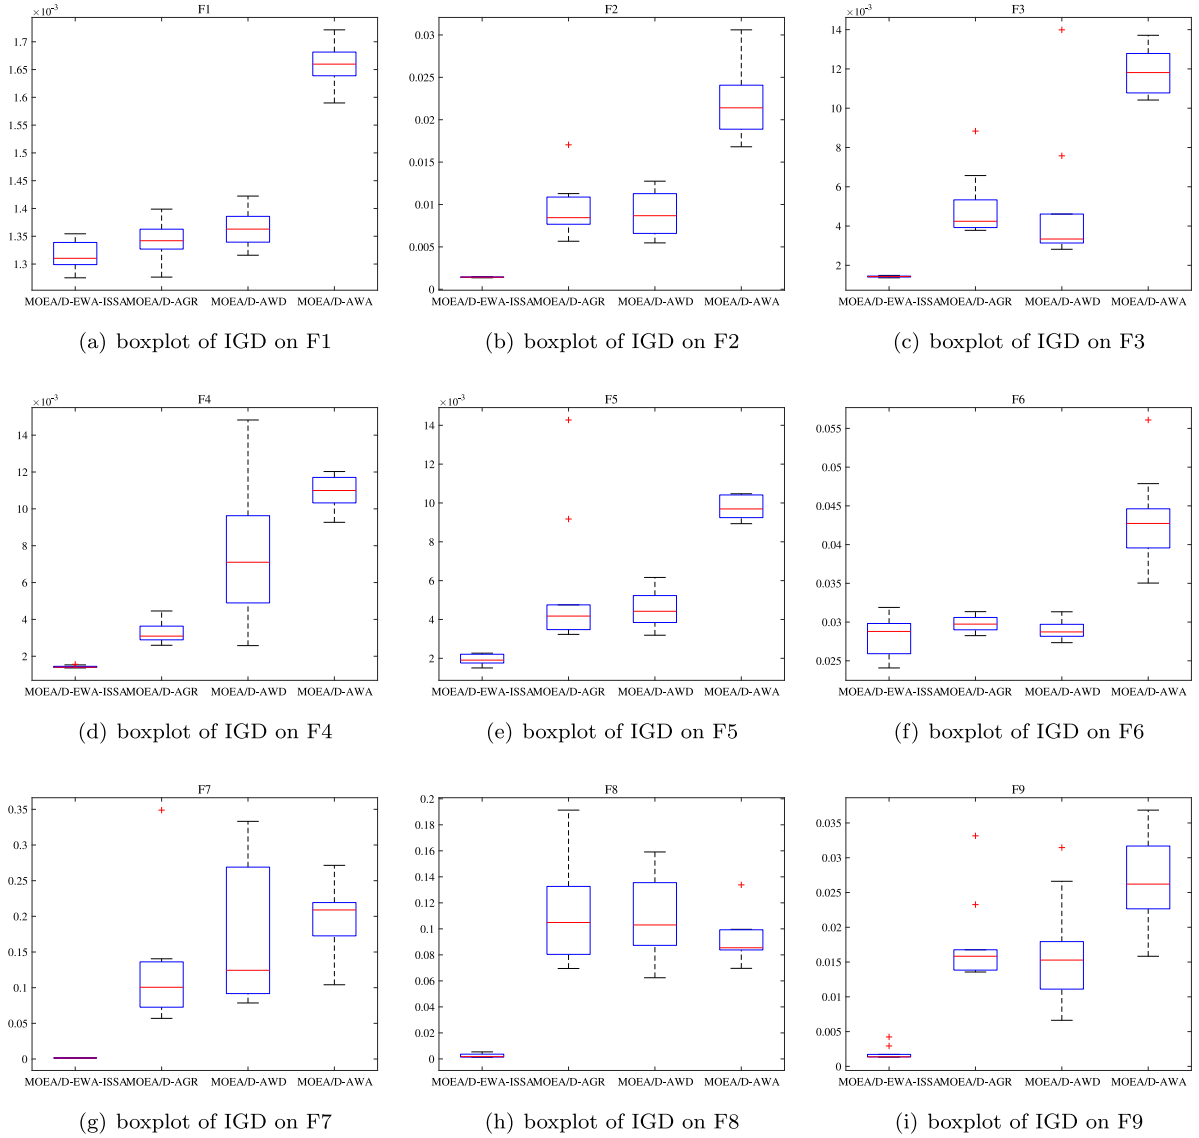 F1
×10⁻³
1.7
1.6
1.5
1.4
1.3
1.65
1.55
1.45
1.35
MOEA/D-EWA-ISSA MOEA/D-AGR MOEA/D-AWD MOEA/D-AWA
(a) boxplot of IGD on F1
F2
0.03
0.025
0.02
0.015
0.01
0.005
0
MOEA/D-EWA-ISSA MOEA/D-AGR MOEA/D-AWD MOEA/D-AWA
(b) boxplot of IGD on F2
F3
×10⁻³
14
12
10
8
6
4
2
MOEA/D-EWA-ISSA MOEA/D-AGR MOEA/D-AWD MOEA/D-AWA
(c) boxplot of IGD on F3
F4
×10⁻³
14
12
10
8
6
4
2
MOEA/D-EWA-ISSA MOEA/D-AGR MOEA/D-AWD MOEA/D-AWA
(d) boxplot of IGD on F4
F5
×10⁻³
14
12
10
8
6
4
2
MOEA/D-EWA-ISSA MOEA/D-AGR MOEA/D-AWD MOEA/D-AWA
(e) boxplot of IGD on F5
F6
0.055
0.05
0.045
0.04
0.035
0.03
0.025
MOEA/D-EWA-ISSA MOEA/D-AGR MOEA/D-AWD MOEA/D-AWA
(f) boxplot of IGD on F6
F7
0.35
0.3
0.25
0.2
0.15
0.1
0.05
0
MOEA/D-EWA-ISSA MOEA/D-AGR MOEA/D-AWD MOEA/D-AWA
(g) boxplot of IGD on F7
F8
0.2
0.18
0.16
0.14
0.12
0.1
0.08
0.06
0.04
0.02
0
MOEA/D-EWA-ISSA MOEA/D-AGR MOEA/D-AWD MOEA/D-AWA
(h) boxplot of IGD on F8
F9
0.035
0.03
0.025
0.02
0.015
0.01
0.005
0
MOEA/D-EWA-ISSA MOEA/D-AGR MOEA/D-AWD MOEA/D-AWA
(i) boxplot of IGD on F9